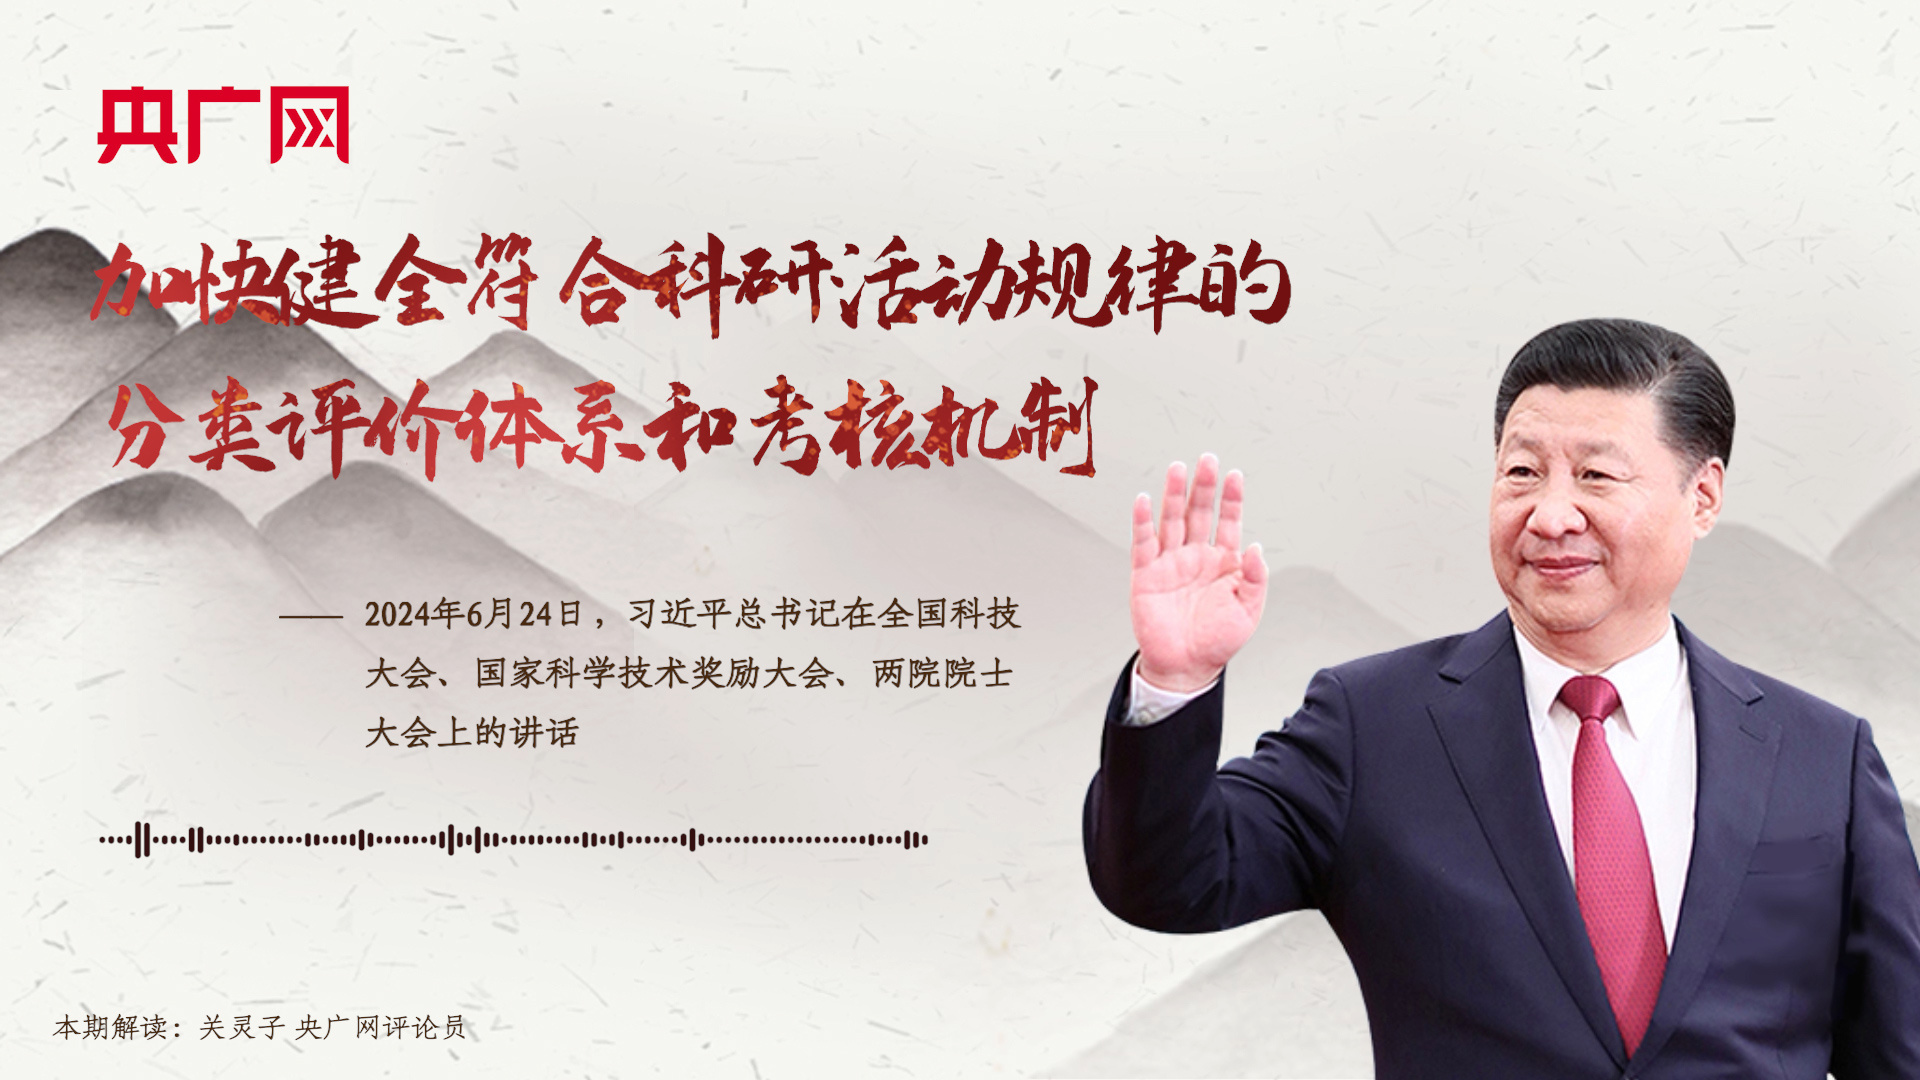 央广网
加快健全符合科研活动规律的
分类评价体系和考核机制
—— 2024年6月24日，习近平总书记在全国科技
大会、国家科学技术奖励大会、两院院士
大会上的讲话
本期解读：关灵子 央广网评论员